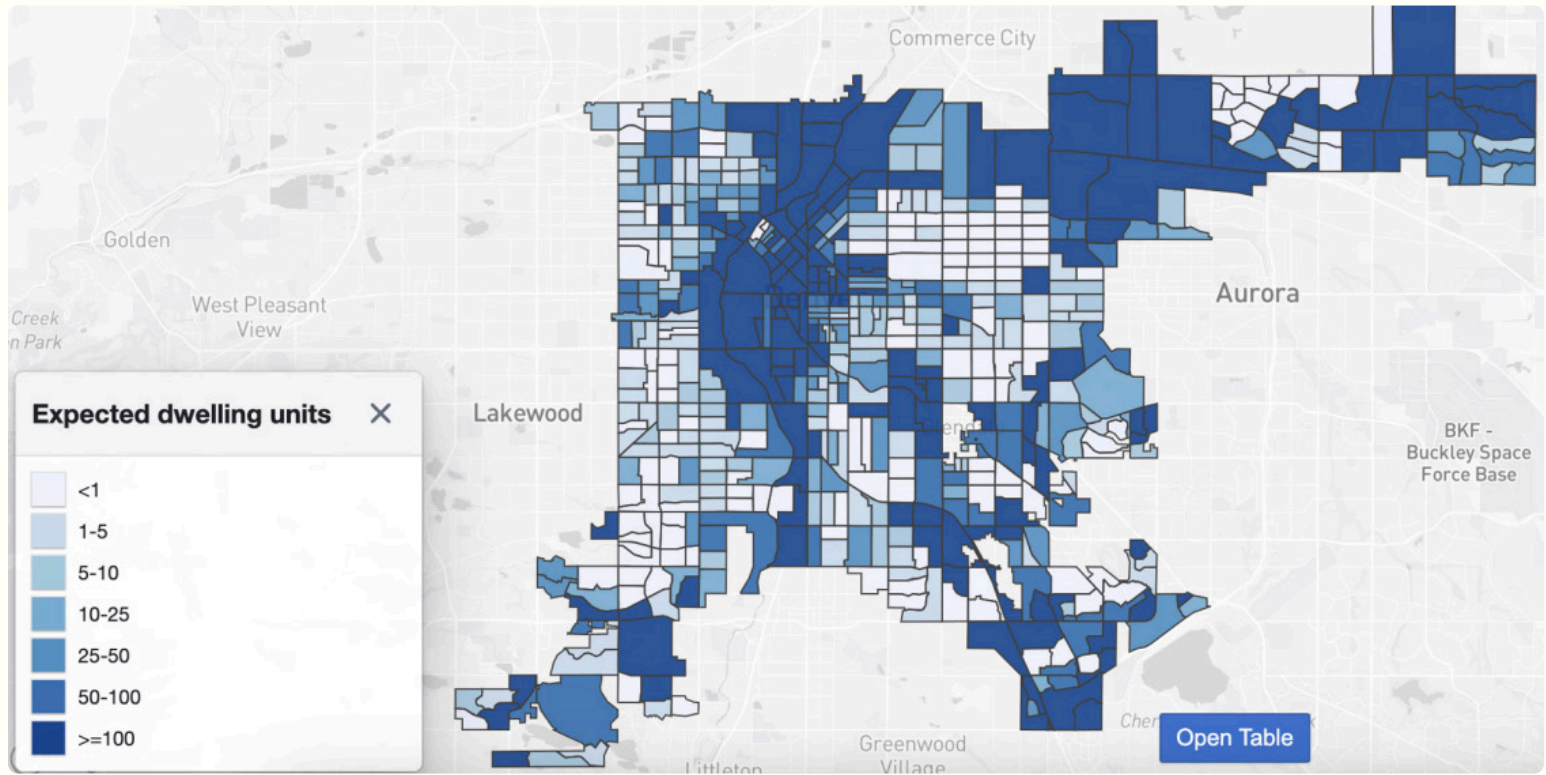 Commerce City
Golden
West Pleasant
View
Creek
Park
Aurora
Lakewood
BKF -
Buckley Space
Force Base
Expected dwelling units
<1
1-5
5-10
10-25
25-50
50-100
>=100
Open Table
Greenwood
Village
Littleton